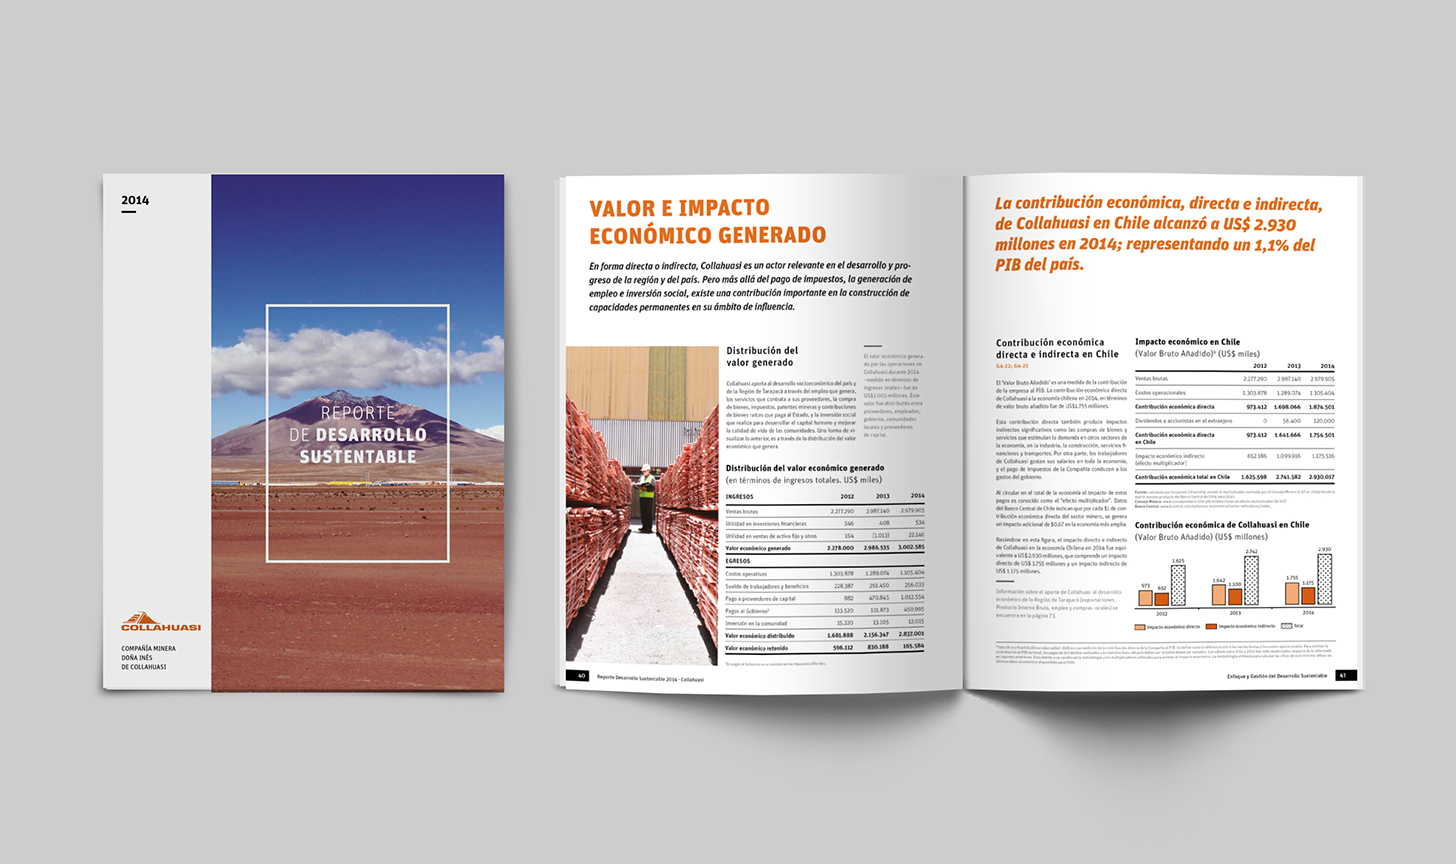 2014
REPORTE
DE DESARROLLO
SUSTENTABLE
COLLAHUASI
COMPAÑÍA MINERA
DOÑA INÉS
DE COLLAHUASI
VALOR E IMPACTO
ECONÓMICO GENERADO
En forma directa o indirecta, Collahuasi es un actor relevante en el desarrollo y pro-
greso de la región y del país. Pero más allá del pago de impuestos, la generación de
empleo e inversión social, existe una contribución importante en la construcción de
capacidades permanentes en su ámbito de influencia.
Distribución del
valor generado
Collahuasi aporta al desarrollo socioeconómico del país y
de la Región de Tarapacá a través del empleo que genera,
los servicios que contrata a sus proveedores, la compra
de bienes, impuestos, patentes mineras y contribuciones
de bienes raíces que paga al Estado, y la inversión social
que realiza para desarrollar el capital humano y mejorar
la calidad de vida de las comunidades. Una forma de vi-
sualizar lo anterior, es a través de la distribución del valor
económico que genera.
El valor económico genera-
do por las operaciones de
Collahuasi durante 2014
–medido en términos de
ingresos totales– fue de
US$3.003 millones. Este
valor fue distribuido entre
proveedores, empleados,
gobierno, comunidades
locales y proveedores
de capital.
Distribución del valor económico generado
(en términos de ingresos totales. US$ miles)
INGRESOS 2012 2013 2014
Ventas brutas 2.277.290 2.987.140 2.979.905
Utilidad en inversiones financieras 546 408 534
Utilidad en ventas de activo fijo y otros 164 (1.013) 22.146
Valor económico generado 2.278.000 2.986.535 3.002.585
EGRESOS
Costos operativos 1.303.878 1.289.074 1.105.404
Sueldo de trabajadores y beneficios 228.387 261.450 256.033
Pago a proveedores de capital 882 470.845 1.012.554
Pagos al Gobierno 133.520 121.873 450.995
Inversión en la comunidad 15.220 13.105 12.015
Valor económico distribuido 1.681.888 2.156.347 2.837.001
Valor económico retenido 596.112 830.188 165.584
40 Reporte Desarrollo Sustentable 2014 - Collahuasi
La contribución económica, directa e indirecta,
de Collahuasi en Chile alcanzó a US$ 2.930
millones en 2014; representando un 1,1% del
PIB del país.
Contribución económica
directa e indirecta en Chile
G4-22; G4-23
El 'Valor Bruto Añadido' es una medida de la contribución
de la empresa al PIB. La contribución económica directa
de Collahuasi a la economía chilena en 2014, en términos
de valor bruto añadido fue de US$1.755 millones.
Esta contribución directa también produce impactos
indirectos significativos como las compras de bienes y
servicios que estimulan la demanda en otros sectores de
la economía, en la industria, la construcción, servicios fi-
nancieros y transportes. Por otra parte, los trabajadores
de Collahuasi gastan sus salarios en toda la economía,
y el pago de impuestos de la Compañía conducen a los
gastos del gobierno.
Al circular en el total de la economía el impacto de estos
pagos es conocido como el "efecto multiplicador". Datos
del Banco Central de Chile indican que por cada $1 de con-
tribución económica directa del sector minero, se genera
un impacto adicional de $0,67 en la economía más amplia.
Basándose en esta figura, el impacto directo e indirecto
de Collahuasi en la economía Chilena en 2014 fue equi-
valente a US$ 2.930 millones, que comprende un impacto
directo de US$ 1.755 millones y un impacto indirecto de
US$ 1.175 millones.
Información sobre el aporte de Collahuasi al desarrollo
económico de la Región de Tarapacá (exportaciones,
Producto Interno Bruto, empleo y compras locales) se
encuentra en la página 73.
Impacto económico en Chile
(Valor Bruto Añadido)⁶ (US$ miles)
2012 2013 2014
Ventas brutas 2.277.290 2.987.140 2.979.905
Costos operacionales 1.303.878 1.289.074 1.105.404
Contribución económica directa 973.412 1.698.066 1.874.501
Dividendos a accionistas en el extranjero 0 56.400 120.000
Contribución económica directa 973.412 1.641.666 1.754.501
en Chile
Impacto económico indirecto 652.186 1.099.916 1.175.516
(efecto multiplicador)
Contribución económica total en Chile 1.625.598 2.741.582 2.930.017
Contribución económica de Collahuasi en Chile
(Valor Bruto Añadido) (US$ millones)
973 652 1.625
1.642 1.100 2.742
1.755 1.175 2.930
2012 2013 2014
Impacto económico directo Impacto económico indirecto Total
Enfoque y Gestión del Desarrollo Sustentable 41